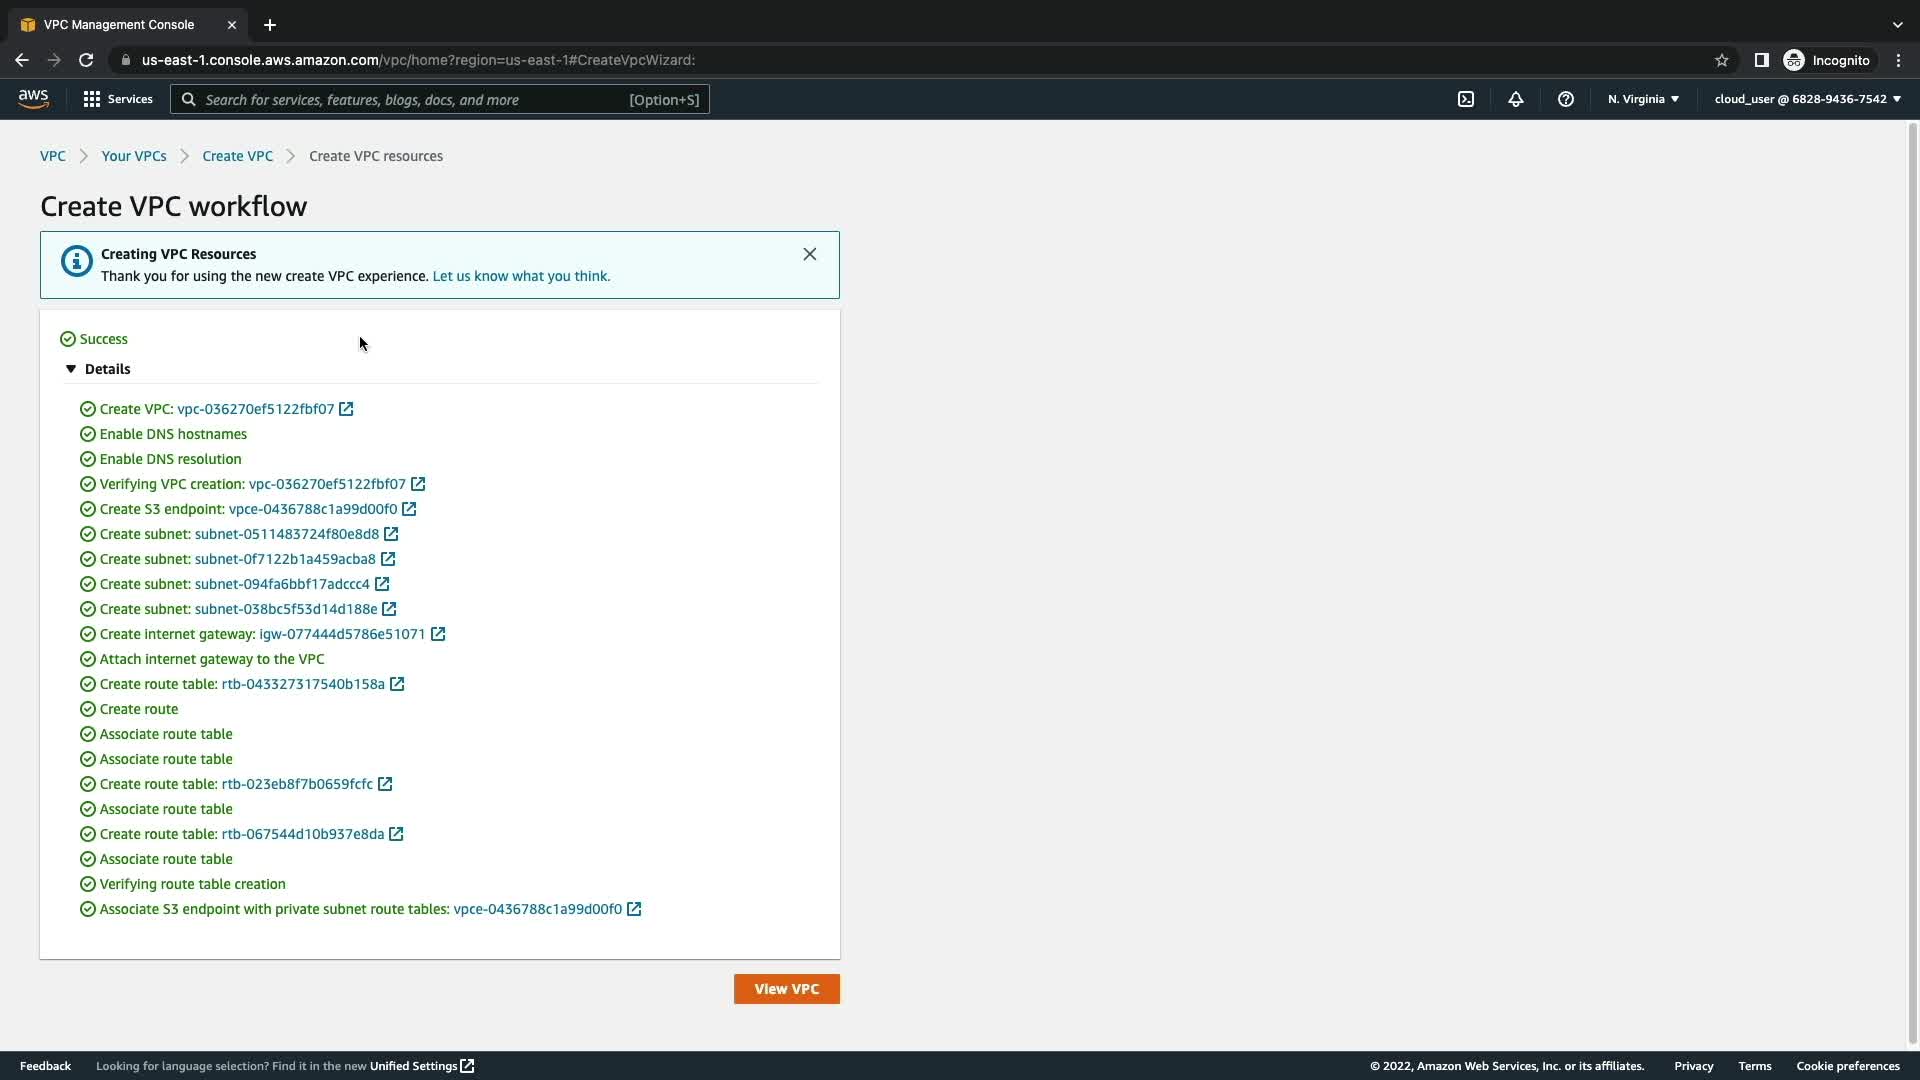 VPC Management Console
us-east-1.console.aws.amazon.com/vpc/home?region=us-east-1#CreateVpcWizard:
Incognito
aws
Services
Search for services, features, blogs, docs, and more
[Option+S]
N. Virginia
cloud_user @ 6828-9436-7542
VPC
Your VPCs
Create VPC
Create VPC resources
Create VPC workflow
Creating VPC Resources
Thank you for using the new create VPC experience. Let us know what you think.
Success
Details
Create VPC: vpc-036270ef5122fbf07
Enable DNS hostnames
Enable DNS resolution
Verifying VPC creation: vpc-036270ef5122fbf07
Create S3 endpoint: vpce-0436788c1a99d00f0
Create subnet: subnet-0511483724f80e8d8
Create subnet: subnet-0f7122b1a459acba8
Create subnet: subnet-094fa6bbf17adccc4
Create subnet: subnet-038bc5f53d14d188e
Create internet gateway: igw-077444d5786e51071
Attach internet gateway to the VPC
Create route table: rtb-043327317540b158a
Create route
Associate route table
Associate route table
Create route table: rtb-023eb8f7b0659fcfc
Associate route table
Create route table: rtb-067544d10b937e8da
Associate route table
Verifying route table creation
Associate S3 endpoint with private subnet route tables: vpce-0436788c1a99d00f0
View VPC
Feedback
Looking for language selection? Find it in the new Unified Settings
© 2022, Amazon Web Services, Inc. or its affiliates.
Privacy
Terms
Cookie preferences